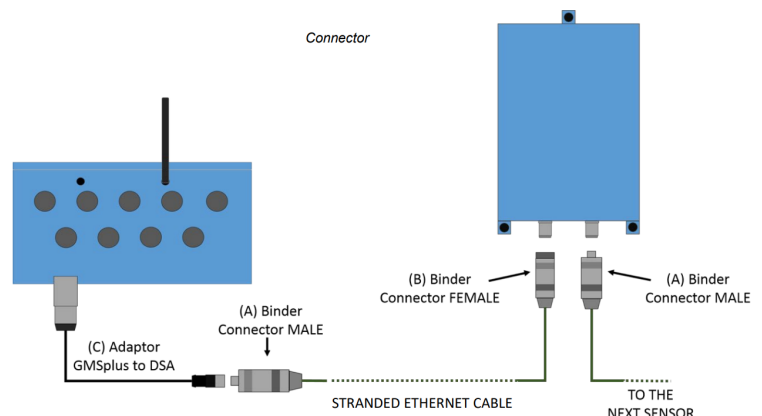 Connector
(B) Binder
Connector FEMALE
(A) Binder
Connector MALE
(A) Binder
Connector MALE
(C) Adaptor
GMSplus to DSA
STRANDED ETHERNET CABLE
TO THE
NEXT SENSOR